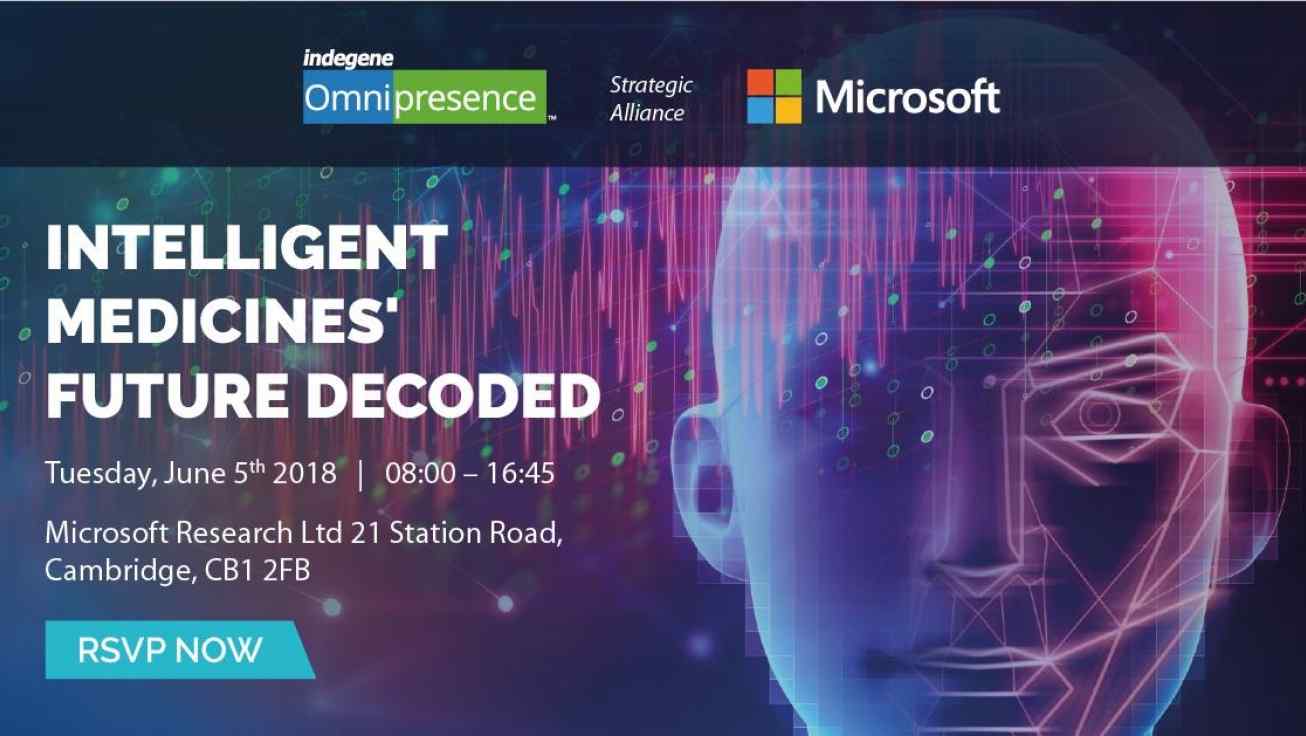 indegene
Omnipresence™
Strategic
Alliance
Microsoft
INTELLIGENT
MEDICINES'
FUTURE DECODED
Tuesday, June 5th 2018 | 08:00 – 16:45
Microsoft Research Ltd 21 Station Road,
Cambridge, CB1 2FB
RSVP NOW